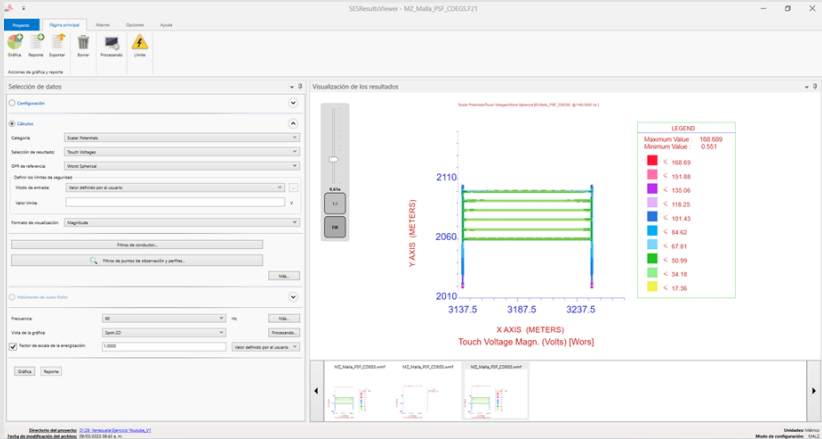 SESResultsViewer - MZ_Malla_PSF_CDEGS.F21
Proyecto
Página principal
Macros
Opciones
Ayuda
Gráfica
Reporte
Exportar
Borrar
Procesando
Límite
Acciones de gráfica y reporte
Selección de datos
Visualización de los resultados
Configuración
Cálculos
Categoría:
Scalar Potentials
Selección de resultado:
Touch Voltages
GPR de referencia:
Worst Spherical
Definir los límites de seguridad
Modo de entrada:
Valor definido por el usuario
...
Valor límite:
V
Formato de visualización:
Magnitude
Filtros de conductor...
Filtros de puntos de observación y perfiles...
Más...
Frecuencia:
60
Hz
Más...
Vista de la gráfica:
Spot-2D
Procesando...
Factor de escala de la energización:
1.0000
Valor definido por el usuario
Gráfica
Reporte
0,61x
1:1
Fill
LEGEND
Maximum Value : 168.689
Minimum Value : 0.551
< 168.69
< 151.88
< 135.06
< 118.25
< 101.43
< 84.62
< 67.81
< 50.99
< 34.18
< 17.36
Y AXIS (METERS)
2110
2060
2010
3137.5
3187.5
3237.5
X AXIS (METERS)
Touch Voltage Magn. (Volts) [Wors]
MZ_Malla_PSF_CDEGS.wmf
MZ_Malla_PSF_CDEGS.wmf
MZ_Malla_PSF_CDEGS.wmf
Directorio del proyecto:
Fecha de modificación del archivo:
Unidades: Métrico
Modo de configuración: MALZ